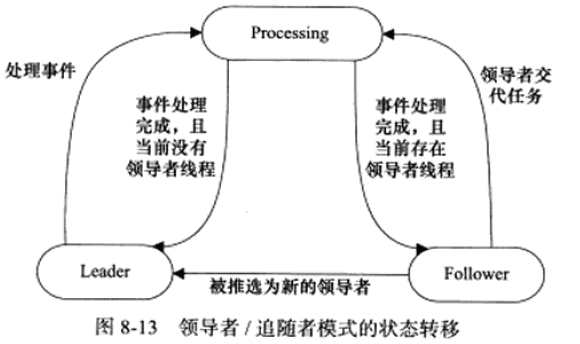 Processing
处理事件
领导者交
代任务
事件处理
完成，且
当前没有
领导者线程
事件处理
完成，且
当前存在
领导者线程
Leader
Follower
被推选为新的领导者
图 8-13 领导者 / 追随者模式的状态转移